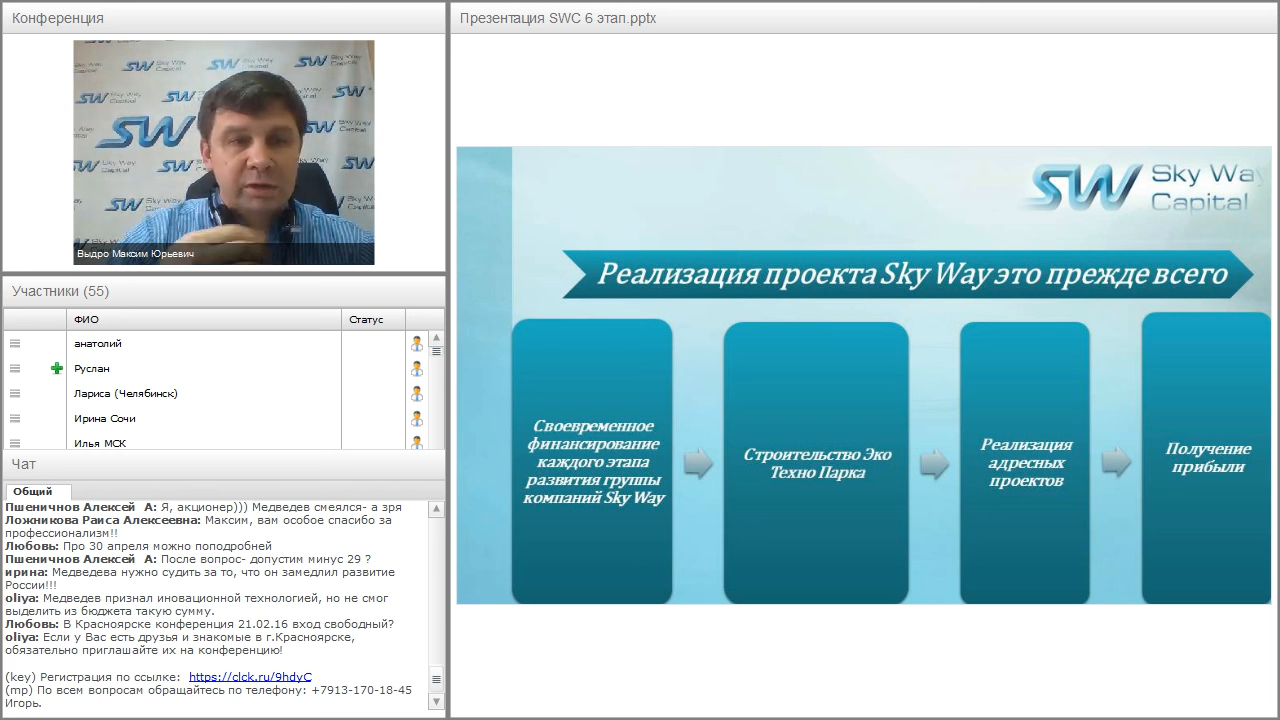 Конференция
Sky Way
Capital
SW
Выдро Максим Юрьевич
Участники (55)
ФИО
Статус
анатолий
Руслан
Лариса (Челябинск)
Ирина Сочи
Илья МСК
Чат
Общий
Пшеничнов Алексей А: Я, акционер))) Медведев смеялся- а зря
Ложникова Раиса Алексеевна: Максим, вам особое спасибо за
профессионализм!!
Любовь: Про 30 апреля можно поподробней
Пшеничнов Алексей А: После вопрос- допустим минус 29 ?
ирина: Медведева нужно судить за то, что он замедлил развитие
России!!!
oliya: Медведев признал иновационной технологией, но не смог
выделить из бюджета такую сумму.
Любовь: В Красноярске конференция 21.02.16 вход свободный?
oliya: Если у Вас есть друзья и знакомые в г.Красноярске,
обязательно приглашайте их на конференцию!
(key) Регистрация по ссылке: https://clck.ru/9hdyC
(mp) По всем вопросам обращайтесь по телефону: +7913-170-18-45
Игорь.
Презентация SWC 6 этап.pptx
SW Sky Way
Capital
Реализация проекта Sky Way это прежде всего
Своевременное
финансирование
каждого этапа
развития группы
компаний Sky Way
Строительство Эко
Техно Парка
Реализация
адресных
проектов
Получение
прибыли